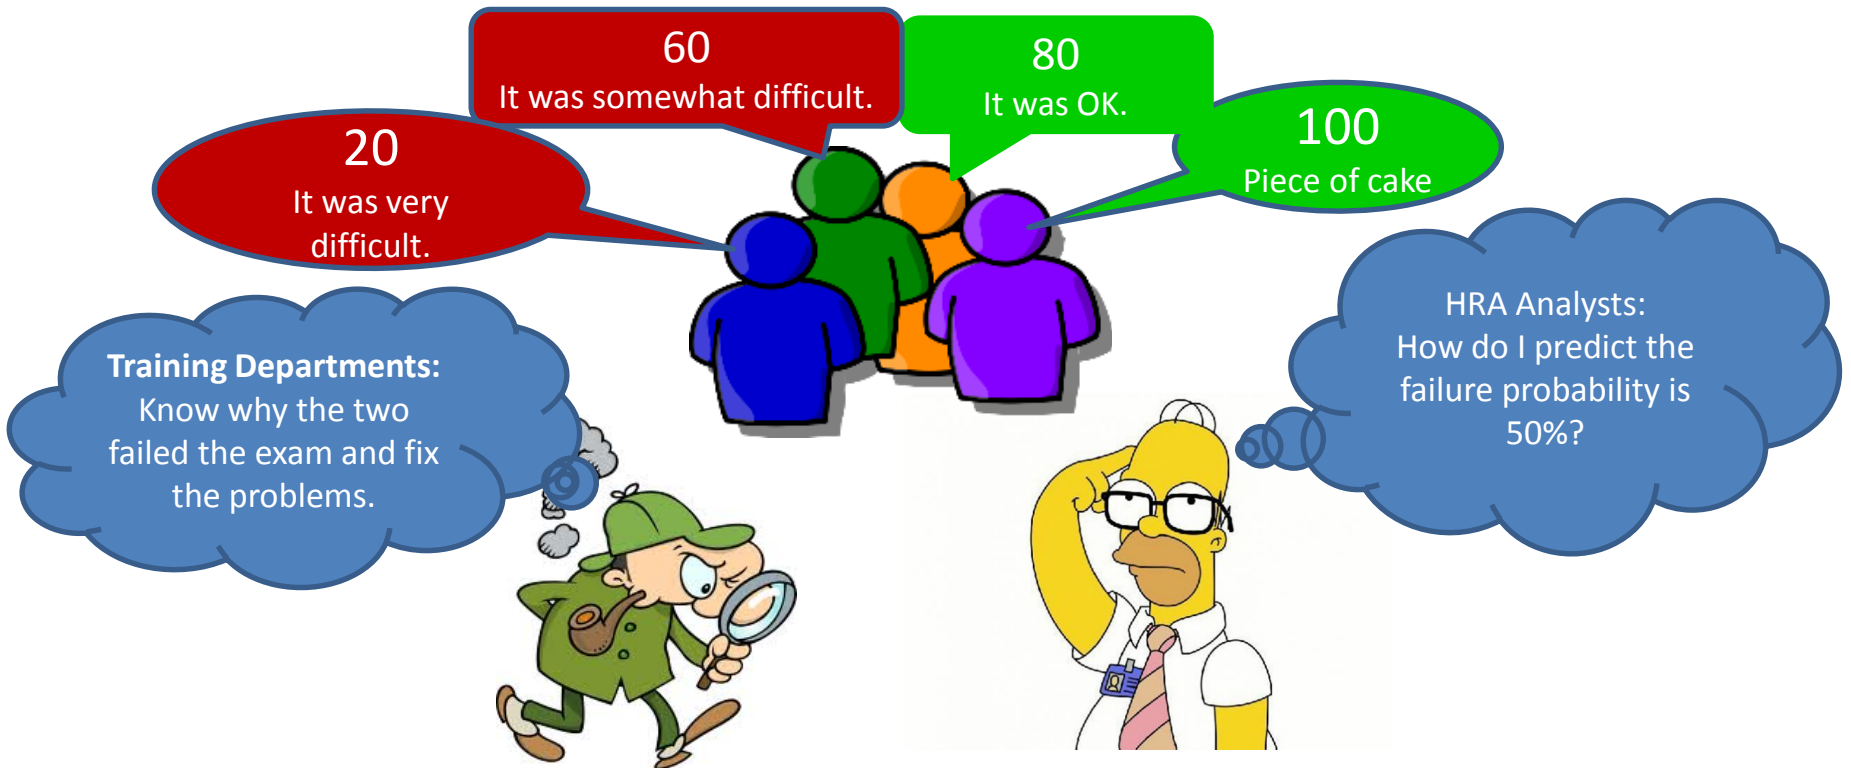 60
It was somewhat difficult.
80
It was OK.
100
Piece of cake
20
It was very
difficult.
Training Departments:
Know why the two
failed the exam and fix
the problems.
HRA Analysts:
How do I predict the
failure probability is
50%?